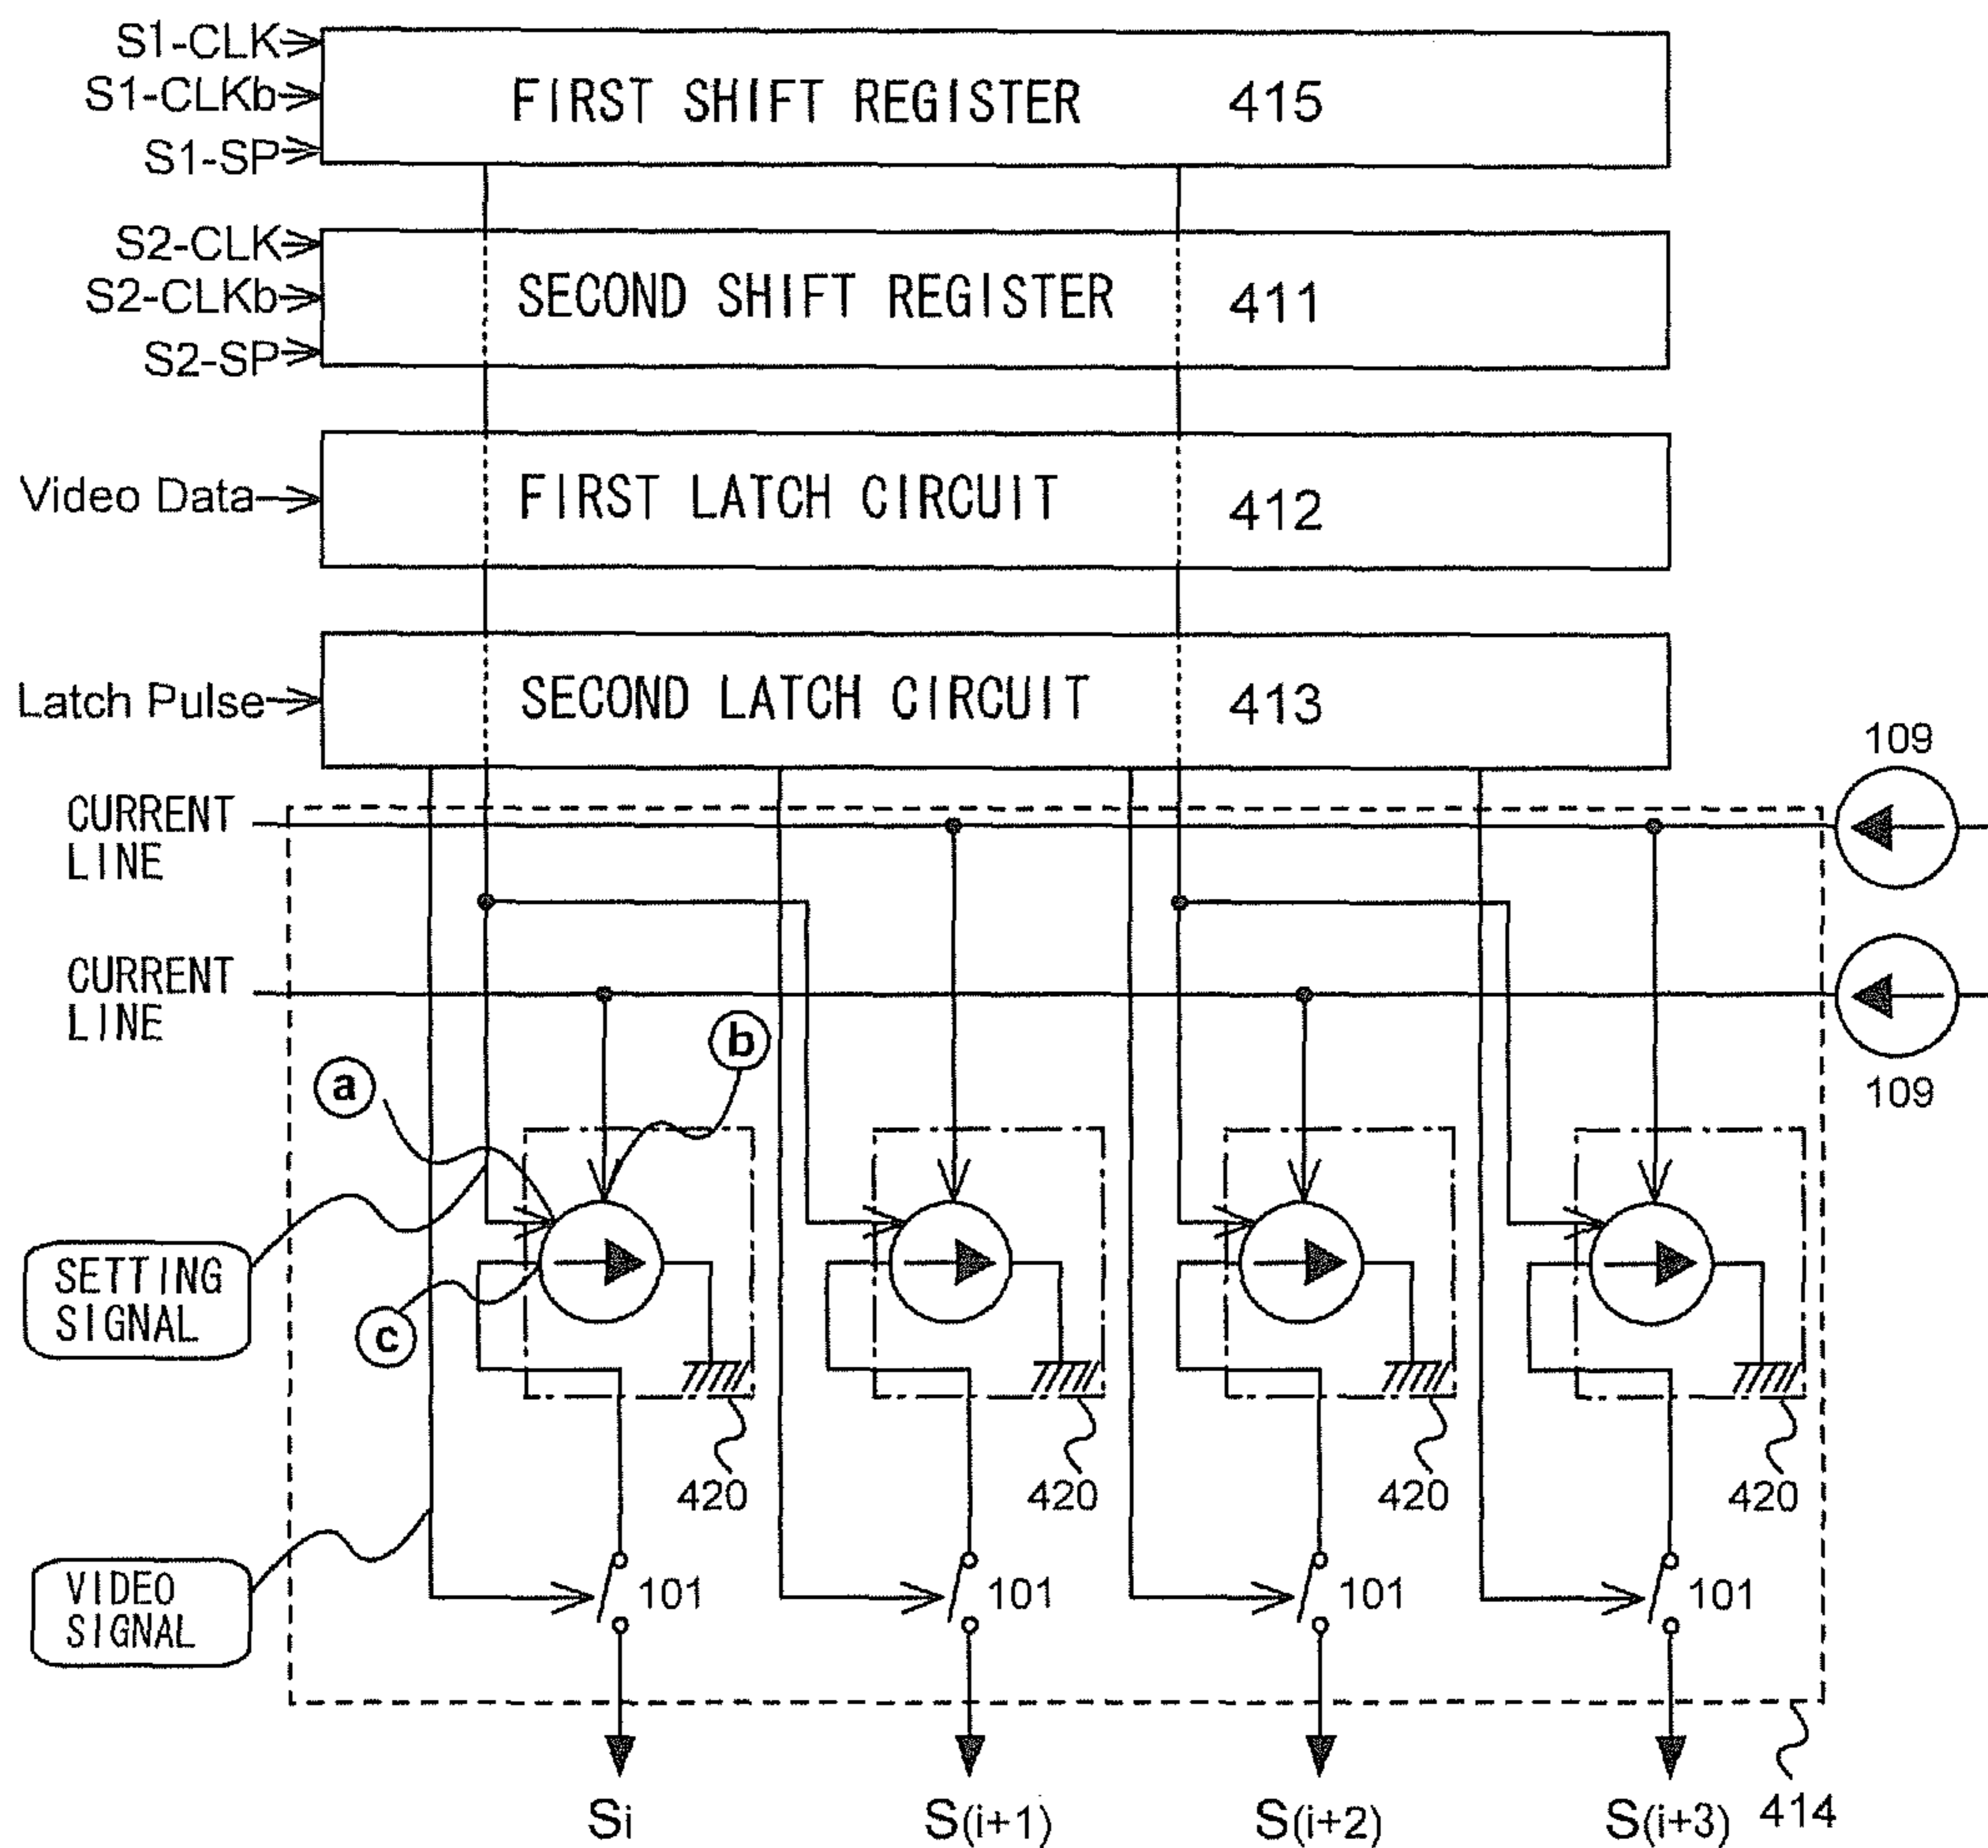 S1-CLK
S1-CLKb
S1-SP
FIRST SHIFT REGISTER 415
S2-CLK
S2-CLKb
S2-SP
SECOND SHIFT REGISTER 411
Video Data
FIRST LATCH CIRCUIT 412
Latch Pulse
SECOND LATCH CIRCUIT 413
109
CURRENT
LINE
CURRENT
LINE
109
a
b
c
SETTING
SIGNAL
420
420
420
420
VIDEO
SIGNAL
101
101
101
101
Si
S(i+1)
S(i+2)
S(i+3)
414